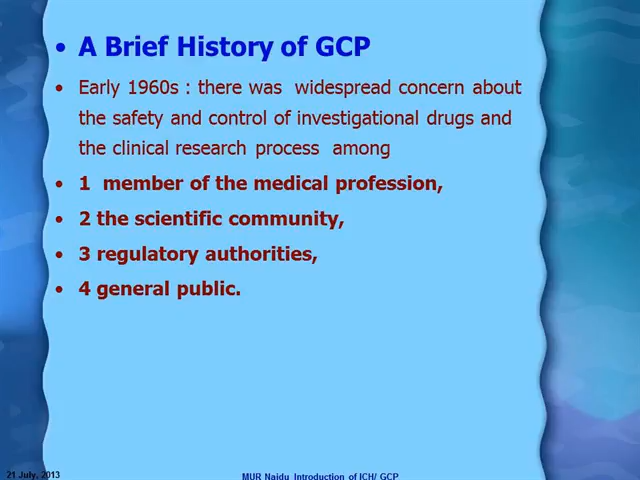 • A Brief History of GCP
• Early 1960s : there was widespread concern about
the safety and control of investigational drugs and
the clinical research process among
• 1 member of the medical profession,
• 2 the scientific community,
• 3 regulatory authorities,
• 4 general public.
21 July, 2013
MUR Naidu Introduction of ICH/ GCP